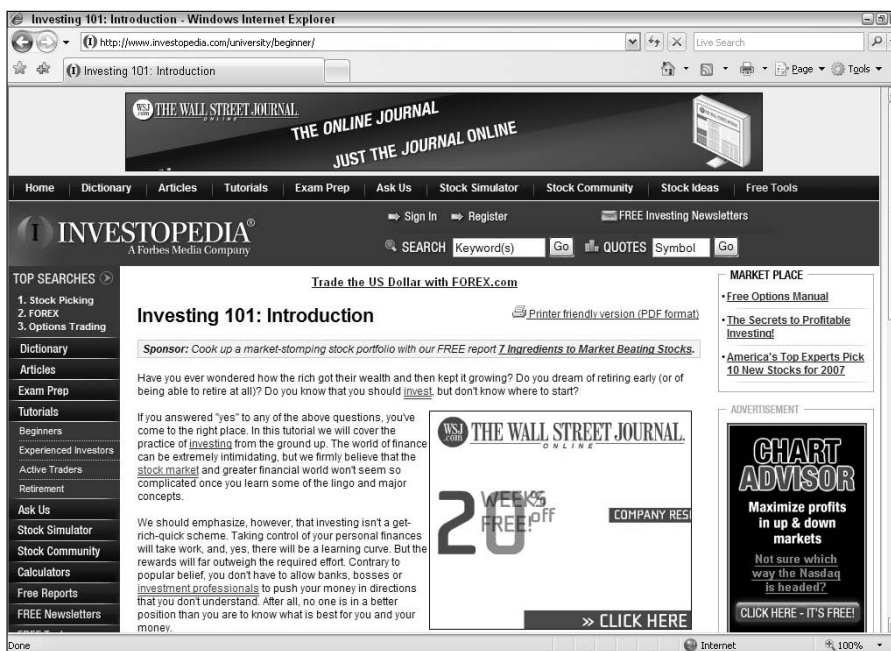 Investing 101: Introduction - Windows Internet Explorer
http://www.investopedia.com/university/beginner/
Live Search
Investing 101: Introduction
Page
Tools
WSJ.com THE WALL STREET JOURNAL.
ONLINE
THE ONLINE JOURNAL
JUST THE JOURNAL ONLINE
Home Dictionary Articles Tutorials Exam Prep Ask Us Stock Simulator Stock Community Stock Ideas Free Tools
Sign In Register FREE Investing Newsletters
I INVESTOPEDIA®
A Forbes Media Company
SEARCH Keyword(s) Go QUOTES Symbol Go
TOP SEARCHES
1. Stock Picking
2. FOREX
3. Options Trading
Dictionary
Articles
Exam Prep
Tutorials
Beginners
Experienced Investors
Active Traders
Retirement
Ask Us
Stock Simulator
Stock Community
Calculators
Free Reports
FREE Newsletters
Trade the US Dollar with FOREX.com
Investing 101: Introduction
Printer friendly version (PDF format)
Sponsor: Cook up a market-stomping stock portfolio with our FREE report 7 Ingredients to Market Beating Stocks.
Have you ever wondered how the rich got their wealth and then kept it growing? Do you dream of retiring early (or of
being able to retire at all)? Do you know that you should invest, but don't know where to start?
If you answered "yes" to any of the above questions, you've
come to the right place. In this tutorial we will cover the
practice of investing from the ground up. The world of finance
can be extremely intimidating, but we firmly believe that the
stock market and greater financial world won't seem so
complicated once you learn some of the lingo and major
concepts.
We should emphasize, however, that investing isn't a get-
rich-quick scheme. Taking control of your personal finances
will take work, and, yes, there will be a learning curve. But the
rewards will far outweigh the required effort. Contrary to
popular belief, you don't have to allow banks, bosses or
investment professionals to push your money in directions
that you don't understand. After all, no one is in a better
position than you are to know what is best for you and your
money.
WSJ.com THE WALL STREET JOURNAL.
ONLINE
WEEKS
FREE!
% off
COMPANY RES
>> CLICK HERE
MARKET PLACE
• Free Options Manual
• The Secrets to Profitable
Investing!
• America's Top Experts Pick
10 New Stocks for 2007
ADVERTISEMENT
CHART
ADVISOR
Maximize profits
in up & down
markets
Not sure which
way the Nasdaq
is headed?
CLICK HERE - IT'S FREE!
Done
Internet
100%